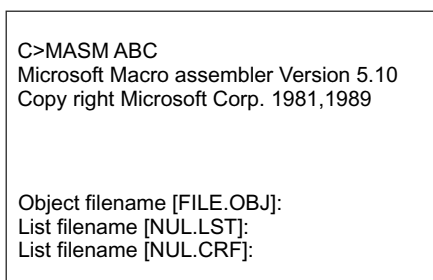 C>MASM ABC
Microsoft Macro assembler Version 5.10
Copy right Microsoft Corp. 1981,1989
Object filename [FILE.OBJ]:
List filename [NUL.LST]:
List filename [NUL.CRF]: